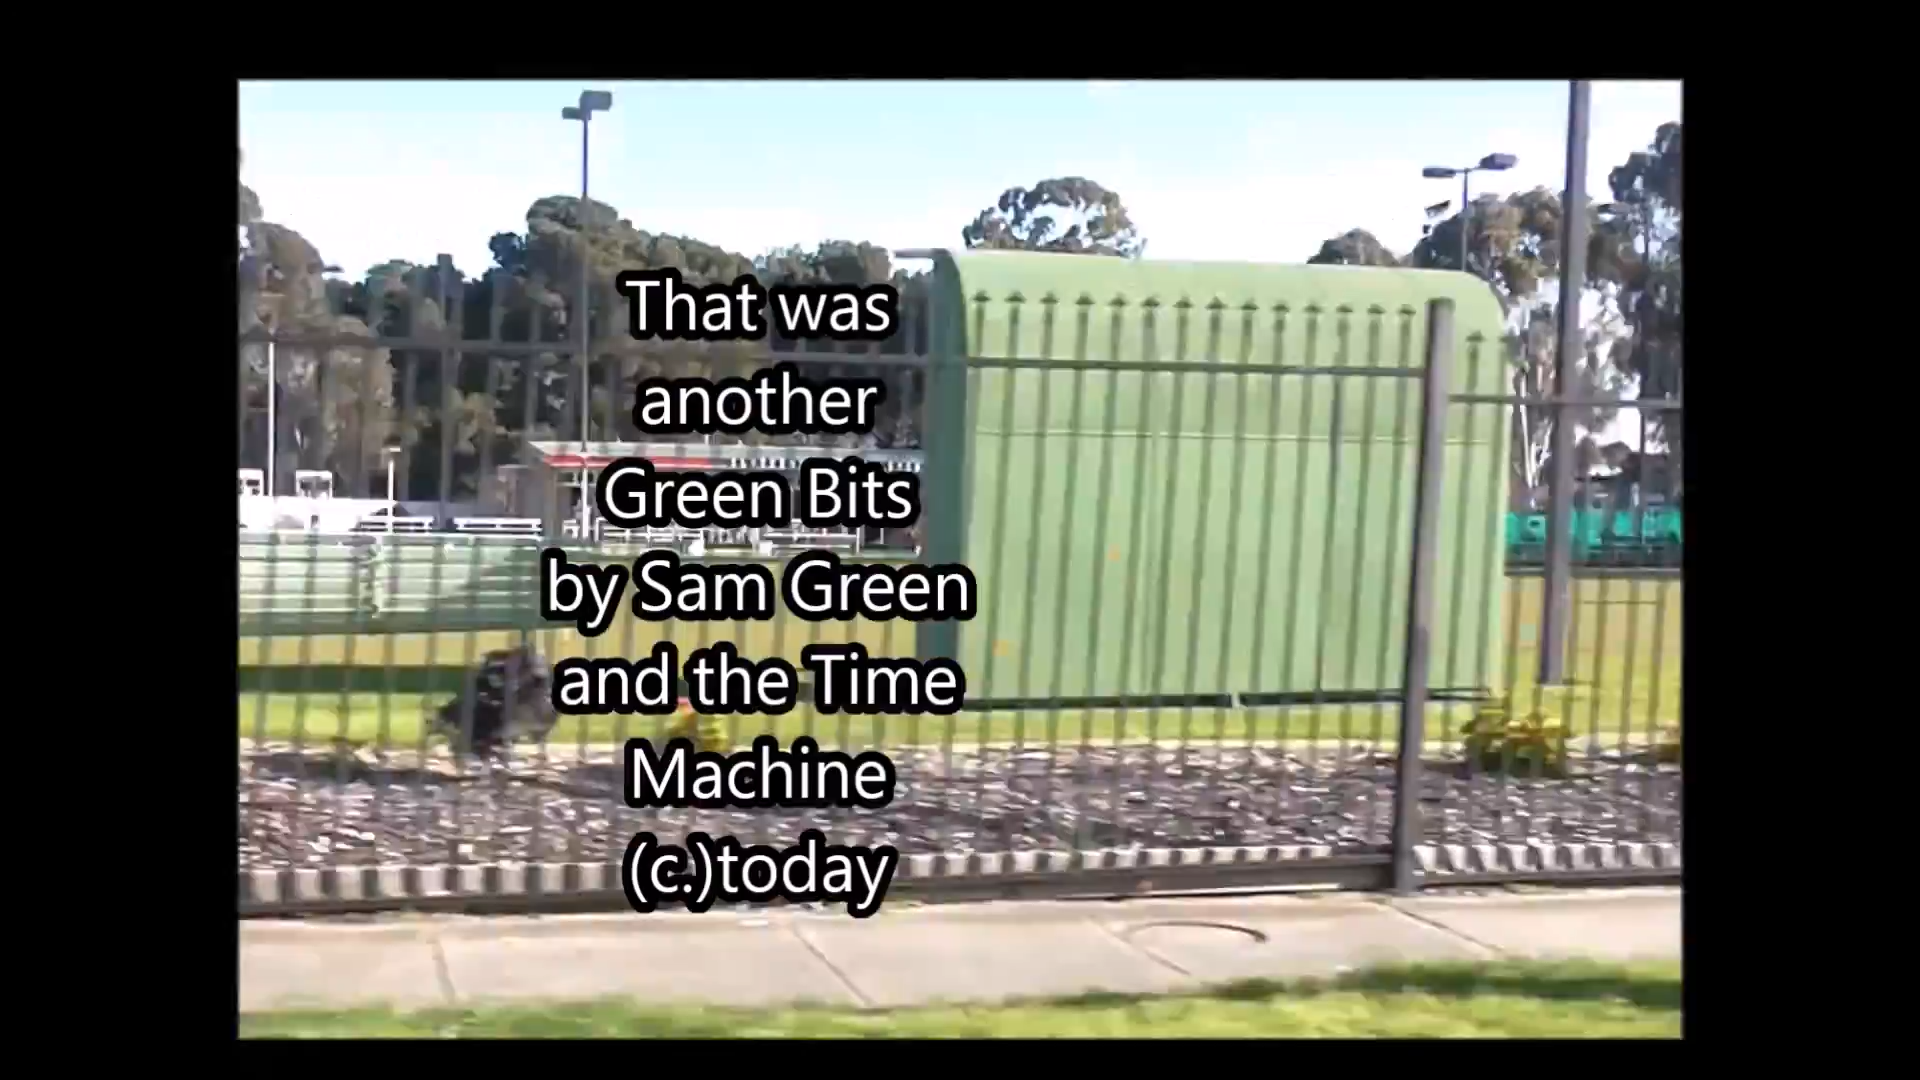 That was
another
Green Bits
by Sam Green
and the Time
Machine
(c.)today